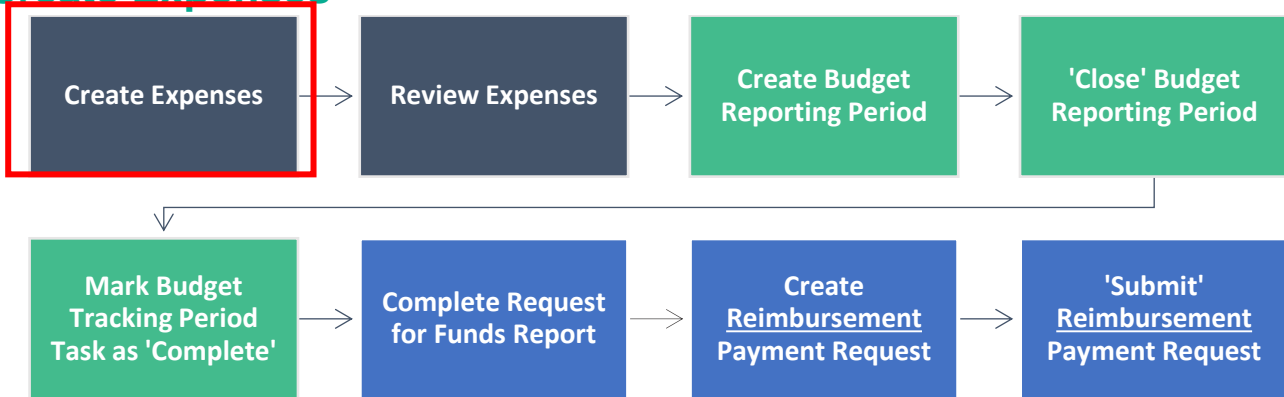 Create Expenses
Review Expenses
Create Budget
Reporting Period
'Close' Budget
Reporting Period
Mark Budget
Tracking Period
Task as 'Complete'
Complete Request
for Funds Report
Create
Reimbursement
Payment Request
'Submit'
Reimbursement
Payment Request